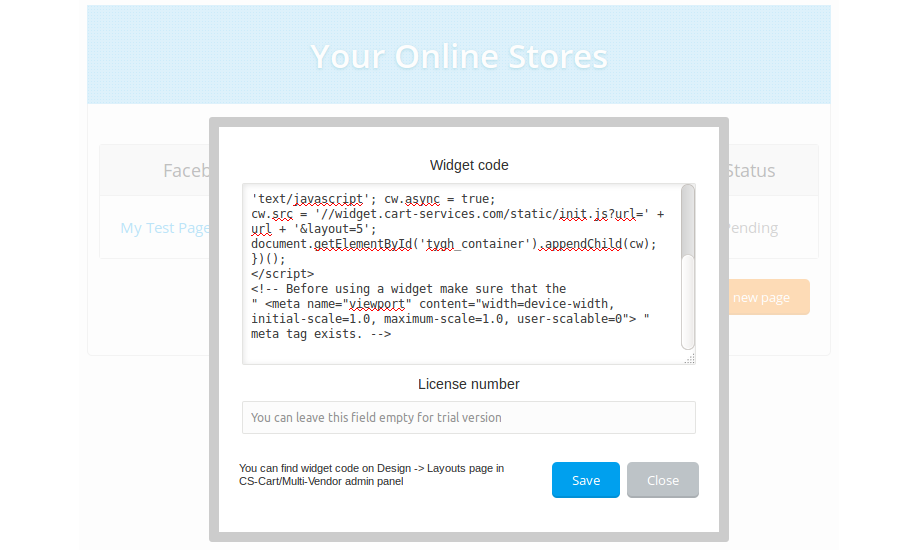 Your Online Stores
Widget code
Faceb
Status
'text/javascript'; cw.async = true;
cw.src = '//widget.cart-services.com/static/init.js?url=' +
url + '&layout=5';
document.getElementById('tygh_container').appendChild(cw);
})();
</script>
<!-- Before using a widget make sure that the
" <meta name="viewport" content="width=device-width,
initial-scale=1.0, maximum-scale=1.0, user-scalable=0"> "
meta tag exists. -->
My Test Page
ending
new page
License number
You can leave this field empty for trial version
You can find widget code on Design -> Layouts page in
CS-Cart/Multi-Vendor admin panel
Save
Close